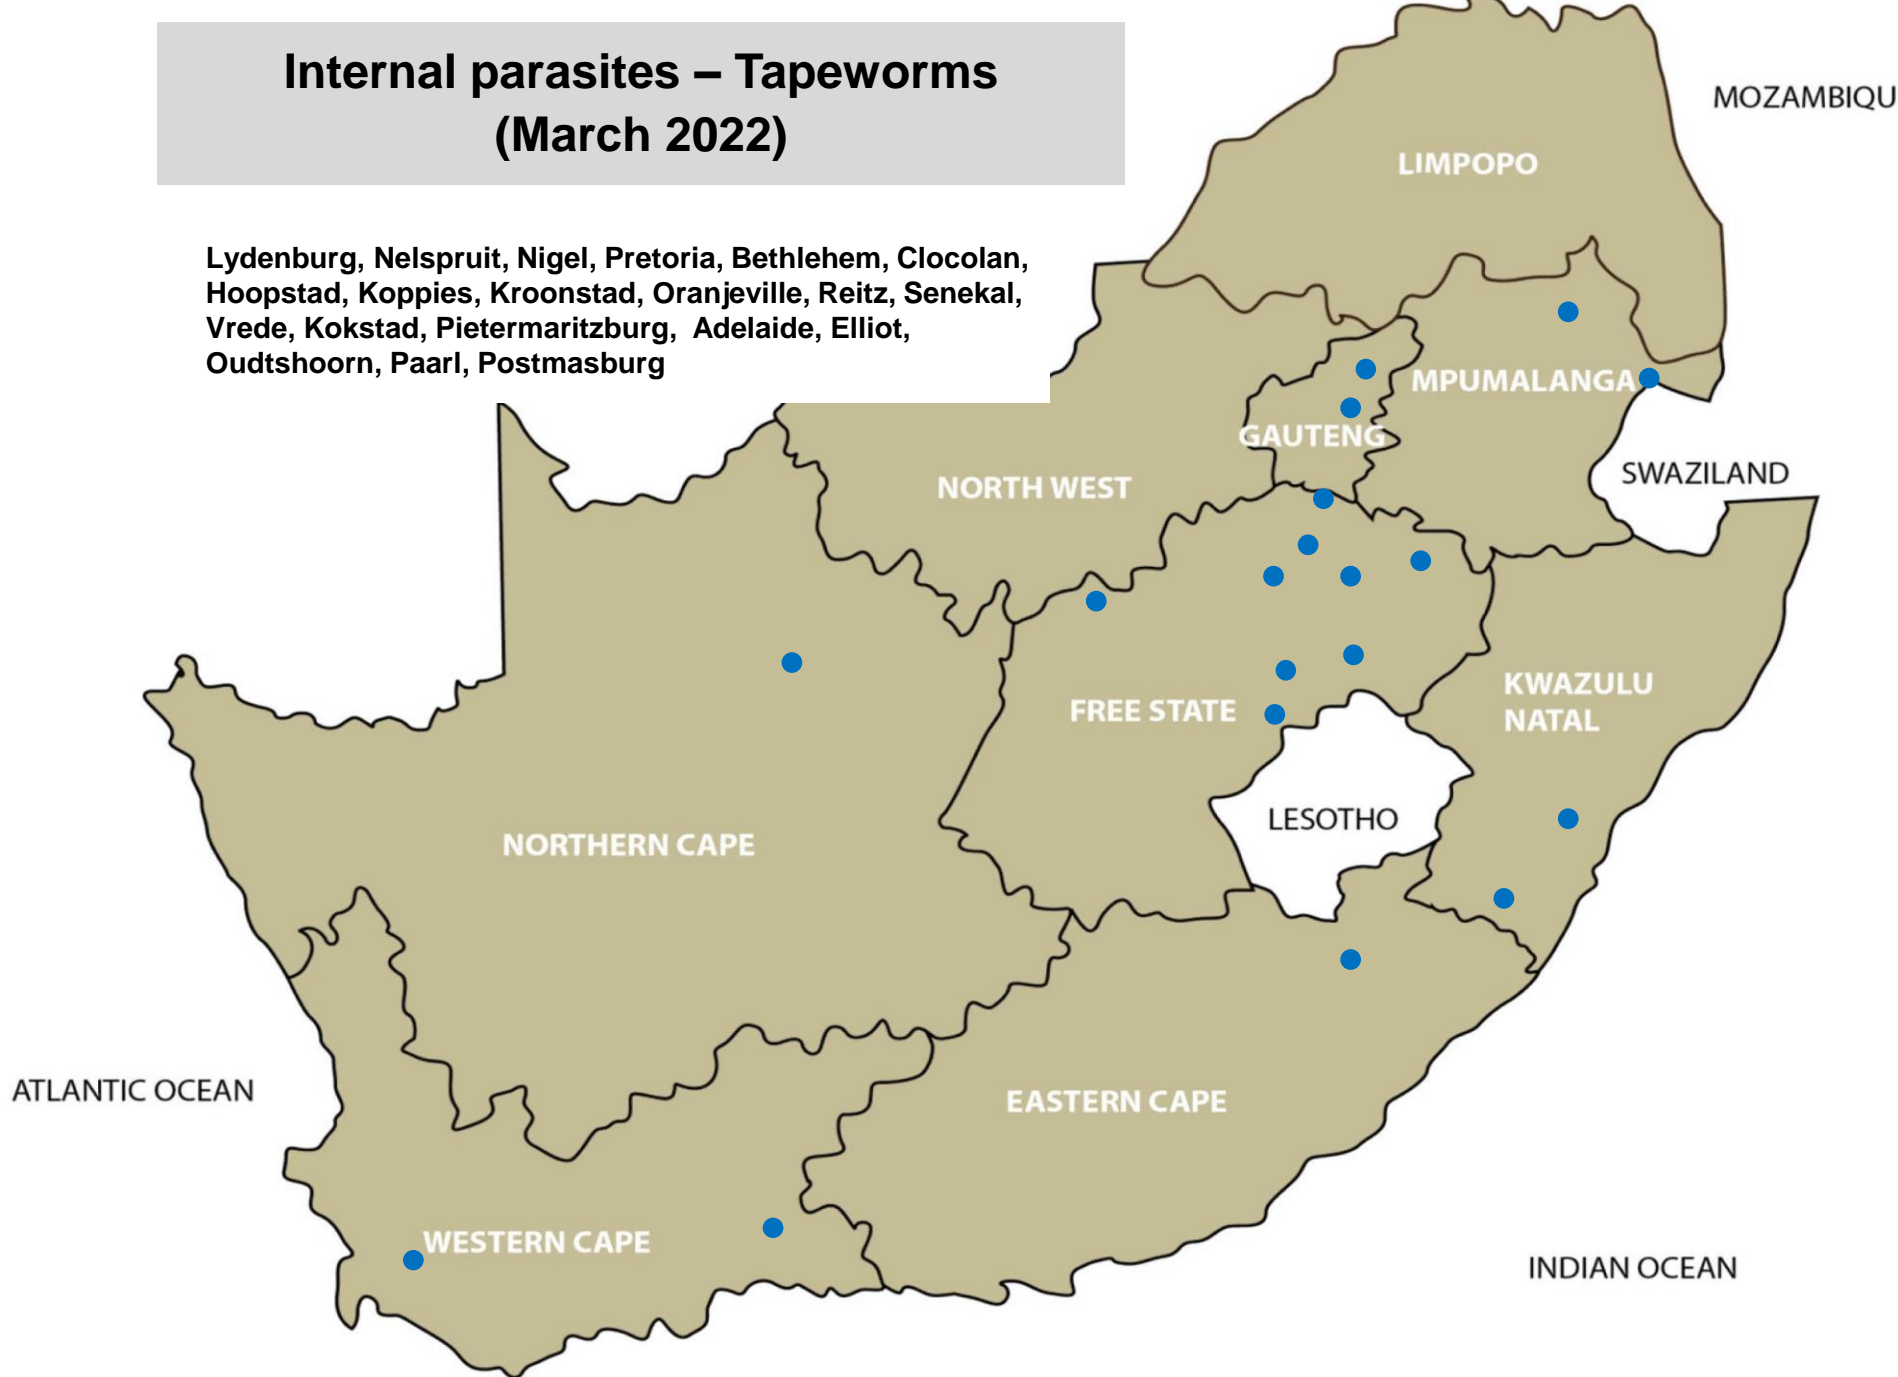 Internal parasites – Tapeworms
(March 2022)
Lydenburg, Nelspruit, Nigel, Pretoria, Bethlehem, Clocolan,
Hoopstad, Koppies, Kroonstad, Oranjeville, Reitz, Senekal,
Vrede, Kokstad, Pietermaritzburg, Adelaide, Elliot,
Oudtshoorn, Paarl, Postmasburg
MOZAMBIQU
LIMPOPO
MPUMALANGA
GAUTENG
SWAZILAND
NORTH WEST
KWAZULU
NATAL
FREE STATE
LESOTHO
NORTHERN CAPE
ATLANTIC OCEAN
EASTERN CAPE
WESTERN CAPE
INDIAN OCEAN